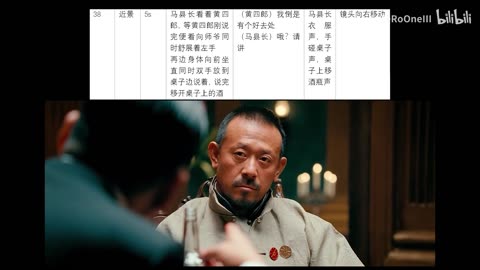 38
近景
5s
马县长看着黄四
郎，等黄四郎刚说
完便看向师爷同
时舒展着左手
再边身体向前坐
直同时双手放到
桌子边说着，说完
移开桌子上的酒
（黄四郎）我倒是
有个好去处
（马县长）哦？请
讲
马县长
衣服
声，手
碰桌子
声、桌
子上移
酒瓶声
镜头向右移动
RoOneIII
bilibili